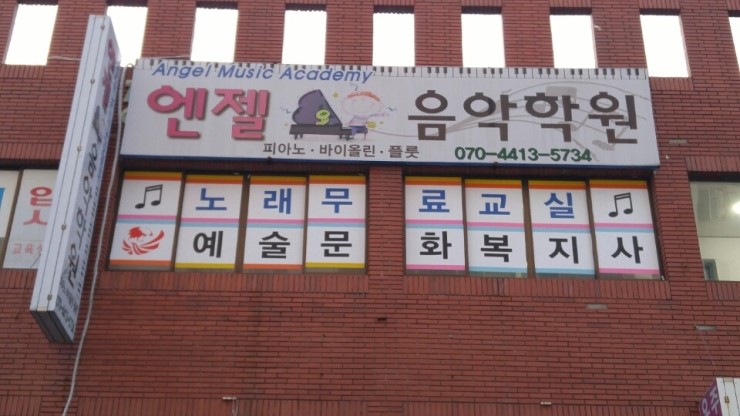 Angel Music Academy
엔젤 음악학원
피아노 · 바이올린 · 플룻 070-4413-5734
♫ 노래무료교실 ♫
예술문화복지사